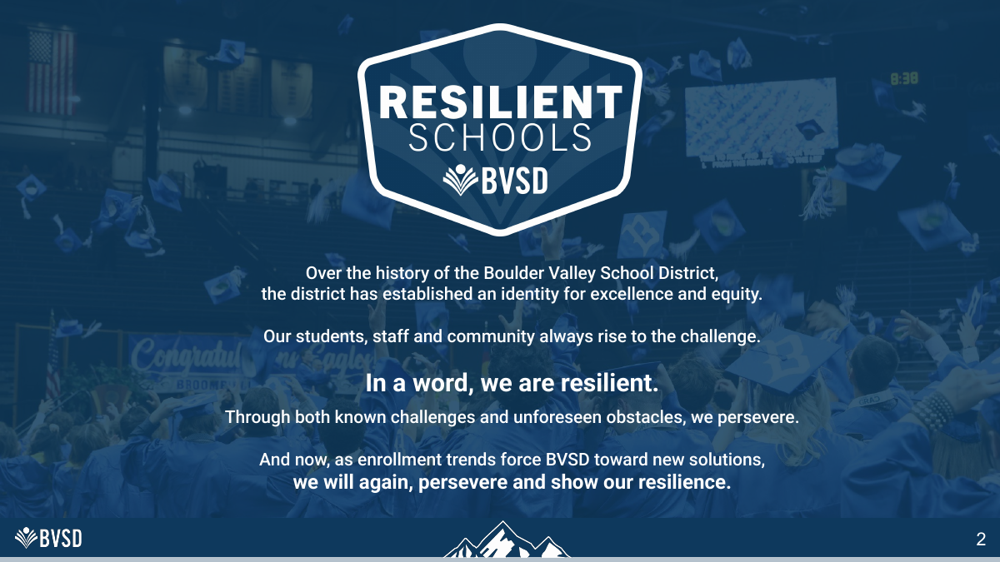 8:38
RESILIENT
SCHOOLS
BVSD
Over the history of the Boulder Valley School District,
the district has established an identity for excellence and equity.
Our students, staff and community always rise to the challenge.
In a word, we are resilient.
Through both known challenges and unforeseen obstacles, we persevere.
And now, as enrollment trends force BVSD toward new solutions,
we will again, persevere and show our resilience.
BVSD
2